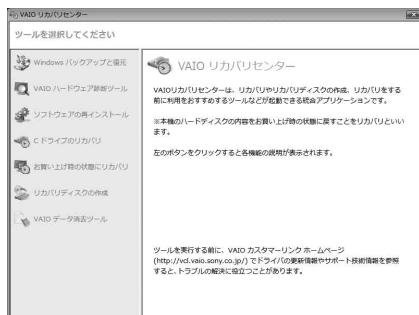 VAIO リカバリセンター
ツールを選択してください
Windows バックアップと復元
VAIO ハードウェア診断ツール
ソフトウェアの再インストール
C ドライブのリカバリ
お買い上げ時の状態にリカバリ
リカバリディスクの作成
VAIO データ消去ツール
VAIO リカバリセンター
VAIOリカバリセンターは、リカバリやリカバリディスクの作成、リカバリをする
前に利用をおすすめするツールなどが起動できる統合アプリケーションです。
※本機のハードディスクの内容をお買い上げ時の状態に戻すことをリカバリといい
ます。
左のボタンをクリックすると各機能の説明が表示されます。
ツールを実行する前に、VAIO カスタマーリンク ホームページ
(http://vcl.vaio.sony.co.jp/) でドライバの更新情報やサポート技術情報を参照
すると、トラブルの解決に役立つことがあります。